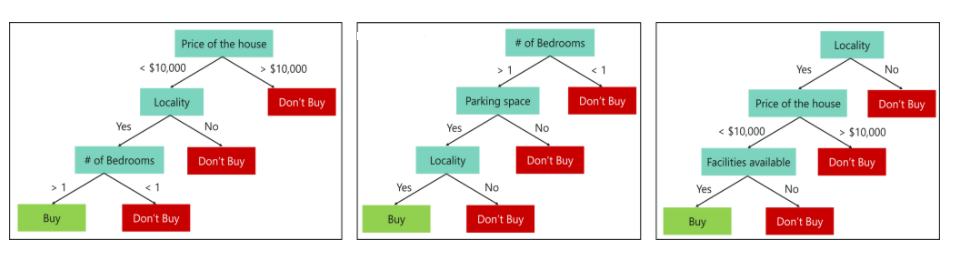 Price of the house
< $10,000
> $10,000
Locality
Don't Buy
Yes
No
# of Bedrooms
Don't Buy
> 1
< 1
Buy
Don't Buy
# of Bedrooms
> 1
< 1
Parking space
Don't Buy
Yes
No
Locality
Don't Buy
Yes
No
Buy
Don't Buy
Locality
Yes
No
Price of the house
Don't Buy
< $10,000
> $10,000
Facilities available
Don't Buy
Yes
No
Buy
Don't Buy